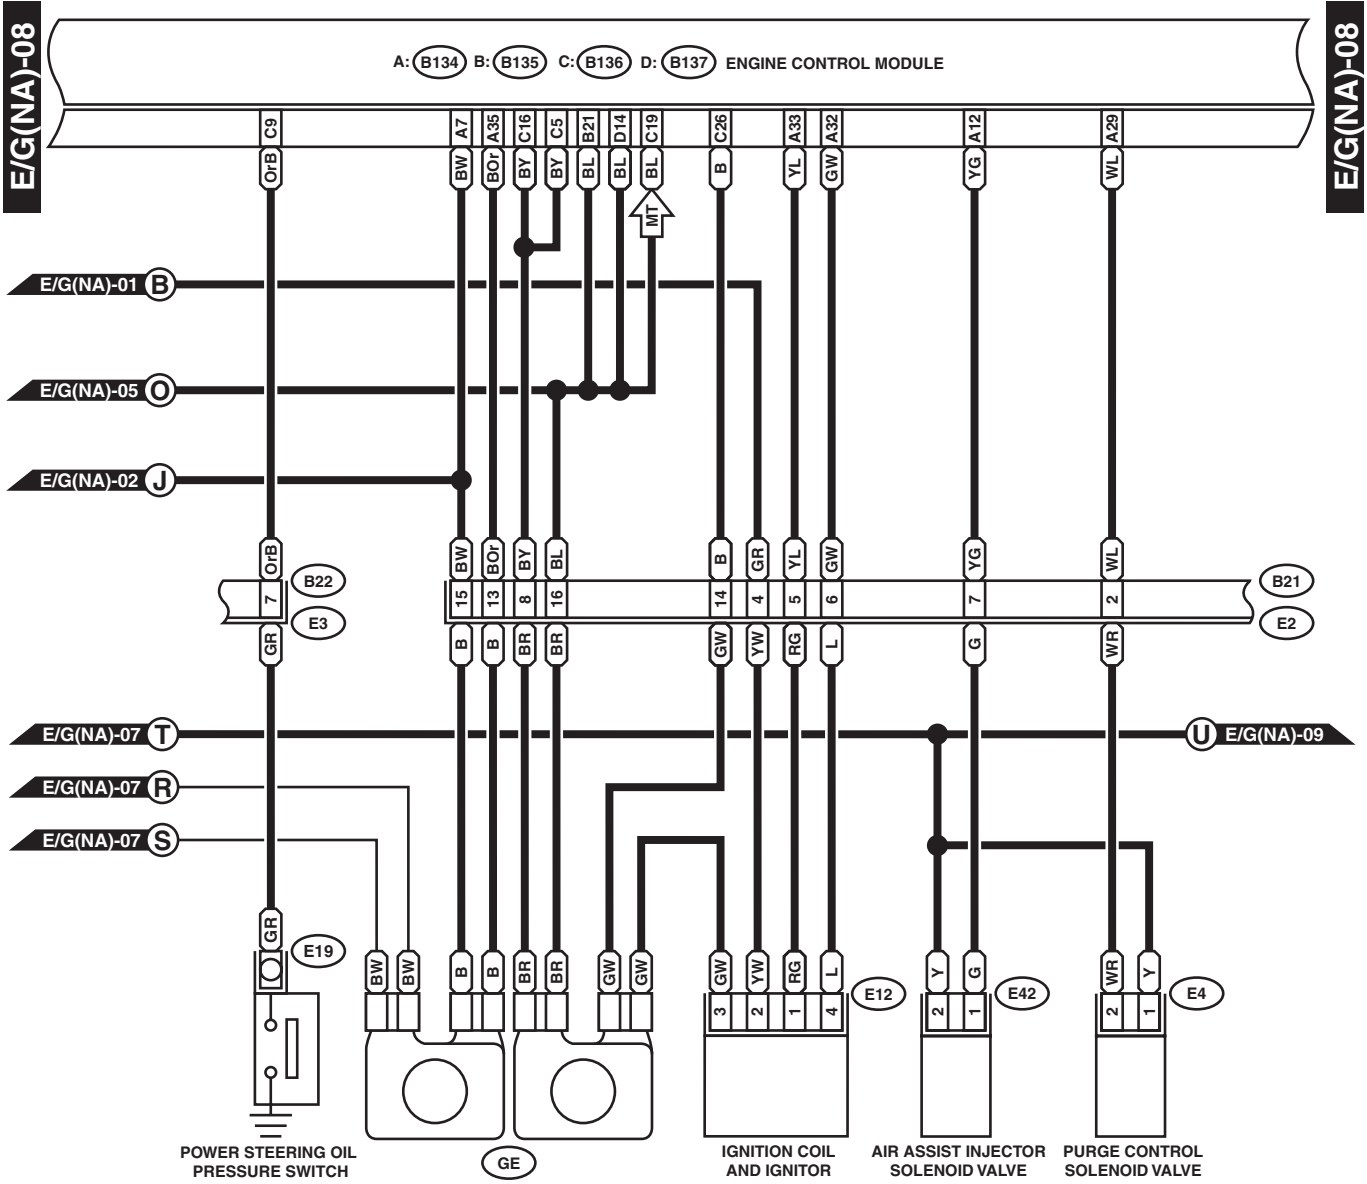 E/G(NA)-08
E/G(NA)-08
A: B134 B: B135 C: B136 D: B137 ENGINE CONTROL MODULE
C9 A7 A35 C16 C5 B21 D14 C19 C26 A33 A32 A12 A29
OrB BW BOr BY BY BL BL BL B YL GW YG WL
MT
E/G(NA)-01 B
E/G(NA)-05 O
E/G(NA)-02 J
OrB BW BOr BY BL B GR YL GW YG WL
B22 B21
7 15 13 8 16 14 4 5 6 7 2
E3 E2
GR B B BR BR GW YW RG L G WR
E/G(NA)-07 T U E/G(NA)-09
E/G(NA)-07 R
E/G(NA)-07 S
GR
E19
BW BW B B BR BR GW GW GW YW RG L Y G WR Y
E12 E42 E4
3 2 1 4 2 1 2 1
POWER STEERING OIL
PRESSURE SWITCH
GE
IGNITION COIL
AND IGNITOR
AIR ASSIST INJECTOR
SOLENOID VALVE
PURGE CONTROL
SOLENOID VALVE